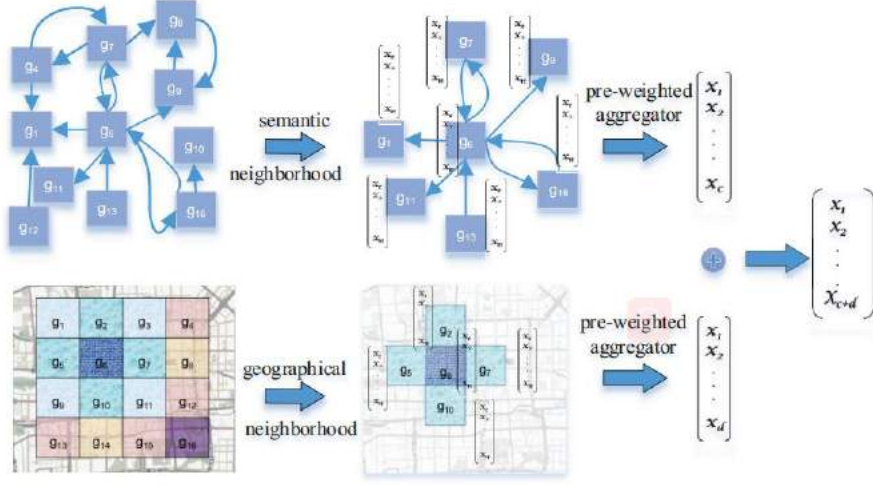 g8
g7
g4
g9
g1
g6
g10
g11
g16
g12
g13
semantic
neighborhood
g7
g9
g1
g6
g11
g16
g13
pre-weighted
aggregator
x1
x2
xc
x1
x2
xc+d
g1 g2 g3 g4
g5 g6 g7 g8
g9 g10 g11 g12
g13 g14 g15 g16
geographical
neighborhood
g2
g5 g6 g7
g10
pre-weighted
aggregator
x1
x2
xd